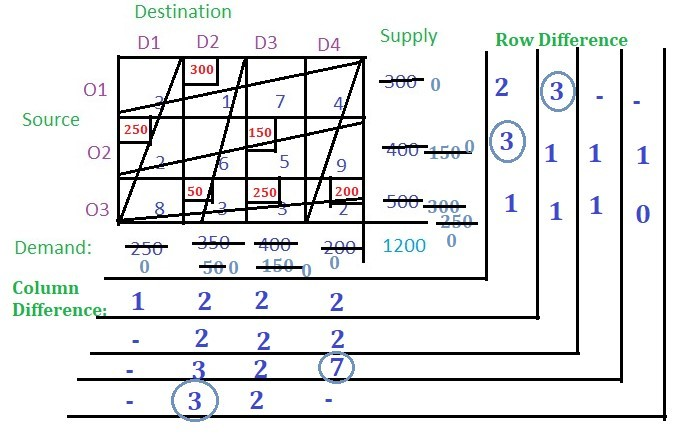 Destination
D1 D2 D3 D4 Supply Row Difference
300
O1 3 1 7 4 300 0 2 3 - -
Source
250 150
O2 2 6 5 9 400 150 0 3 1 1 1
50 250 200
O3 8 3 3 2 500 300 250 0 1 1 1 0
Demand: 250 350 400 200 1200
0 50 0 150 0 0
Column
Difference: 1 2 2 2
- 2 2 2
- 3 2 7
- 3 2 -